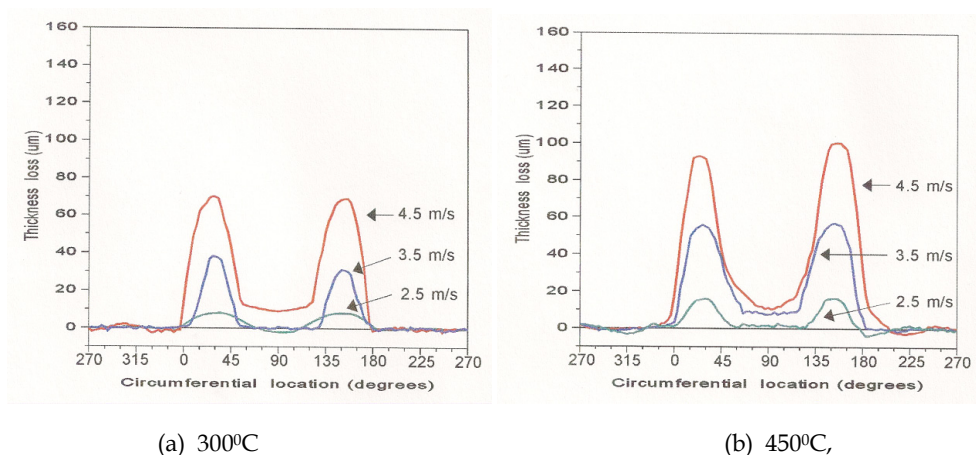 160
140
120
100
80
60
40
20
0
Thickness loss (um)
4.5 m/s
3.5 m/s
2.5 m/s
270 315 0 45 90 135 180 225 270
Circumferential location (degrees)
(a) 300⁰C
160
140
120
100
80
60
40
20
0
Thickness loss (um)
4.5 m/s
3.5 m/s
2.5 m/s
270 315 0 45 90 135 180 225 270
Circumferential location (degrees)
(b) 450⁰C,